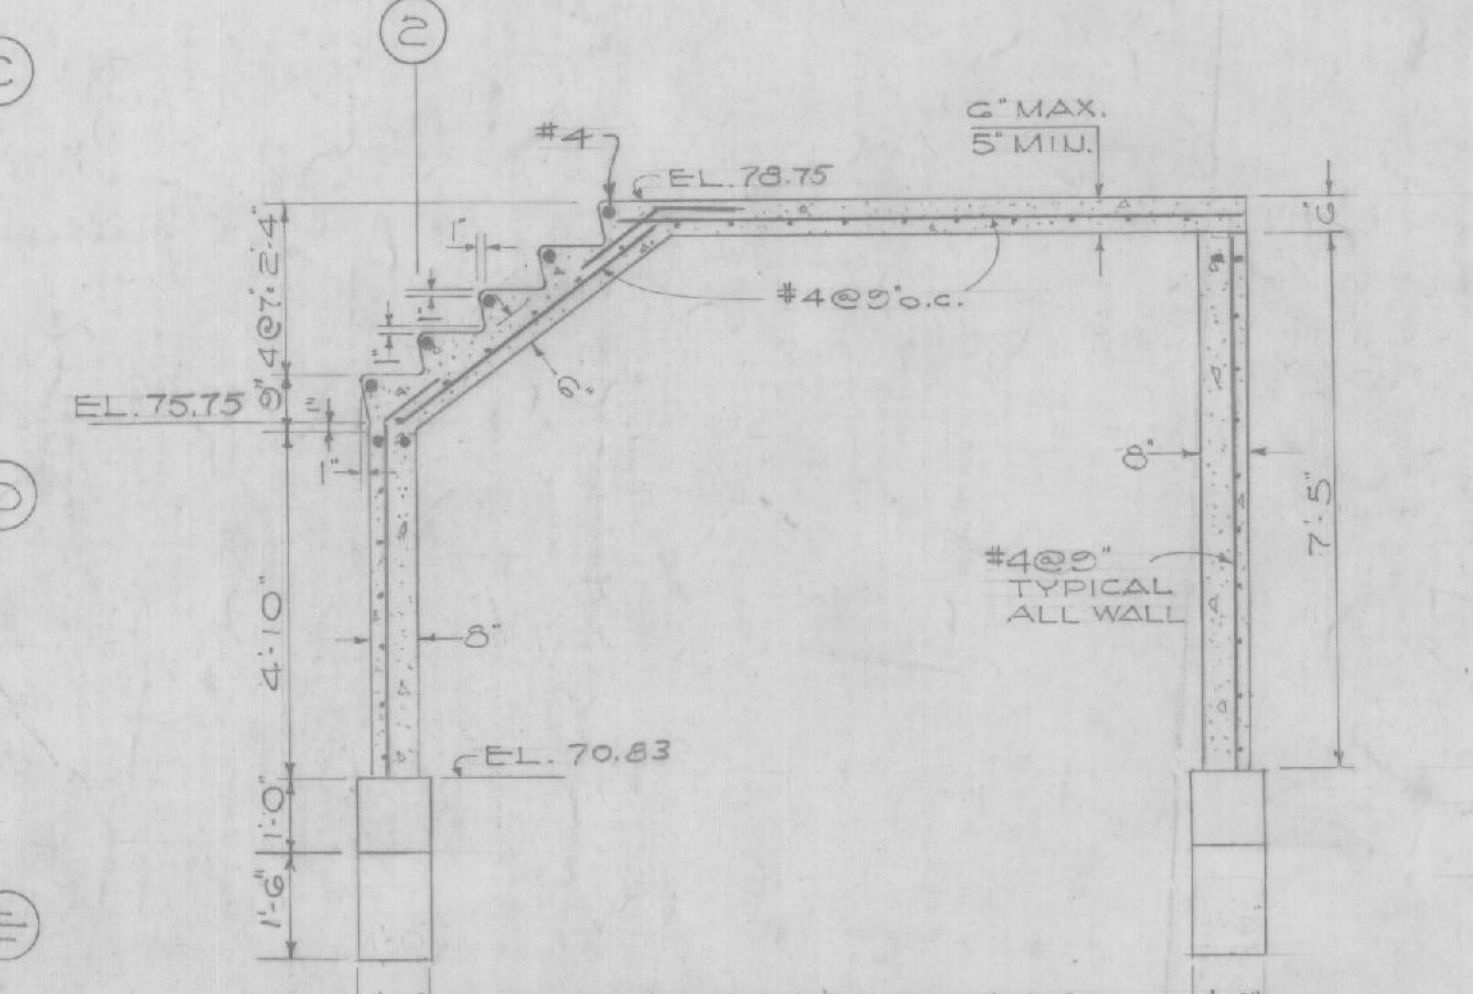 2
#4
6" MAX.
5" MIN.
EL. 78.75
6"
1"
4@7"=2'-4"
1"
#4@9"o.c.
1"
6"
9"
1"
EL. 75.75
1"
8"
7'-5"
#4@9"
TYPICAL
ALL WALL
4'-10"
8"
EL. 70.83
1'-0"
1'-6"